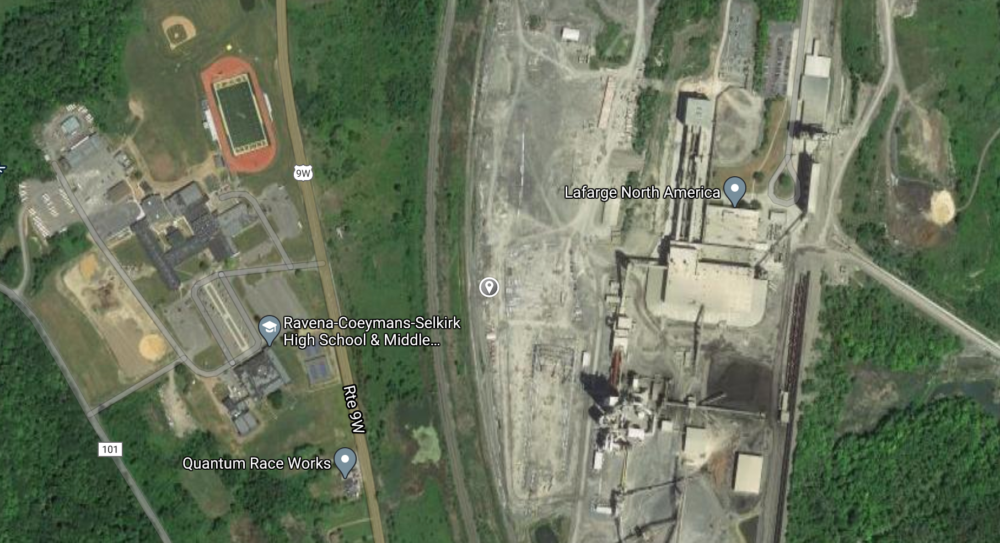 9W
Lafarge North America
Ravena-Coeymans-Selkirk
High School & Middle...
Rte 9W
101
Quantum Race Works